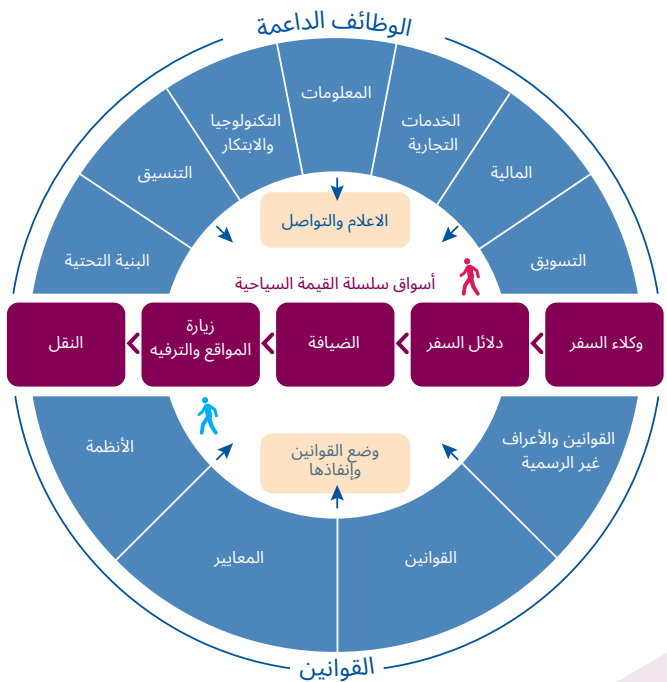 الوظائف الداعمة
المعلومات
الخدمات
التجارية
المالية
التسويق
التكنولوجيا
والابتكار
التنسيق
البنية التحتية
الاعلام والتواصل
أسواق سلسلة القيمة السياحية
وكلاء السفر
دلائل السفر
الضيافة
زيارة
المواقع والترفيه
النقل
القوانين والأعراف
غير الرسمية
القوانين
المعايير
الأنظمة
وضع القوانين
وإنفاذها
القوانين